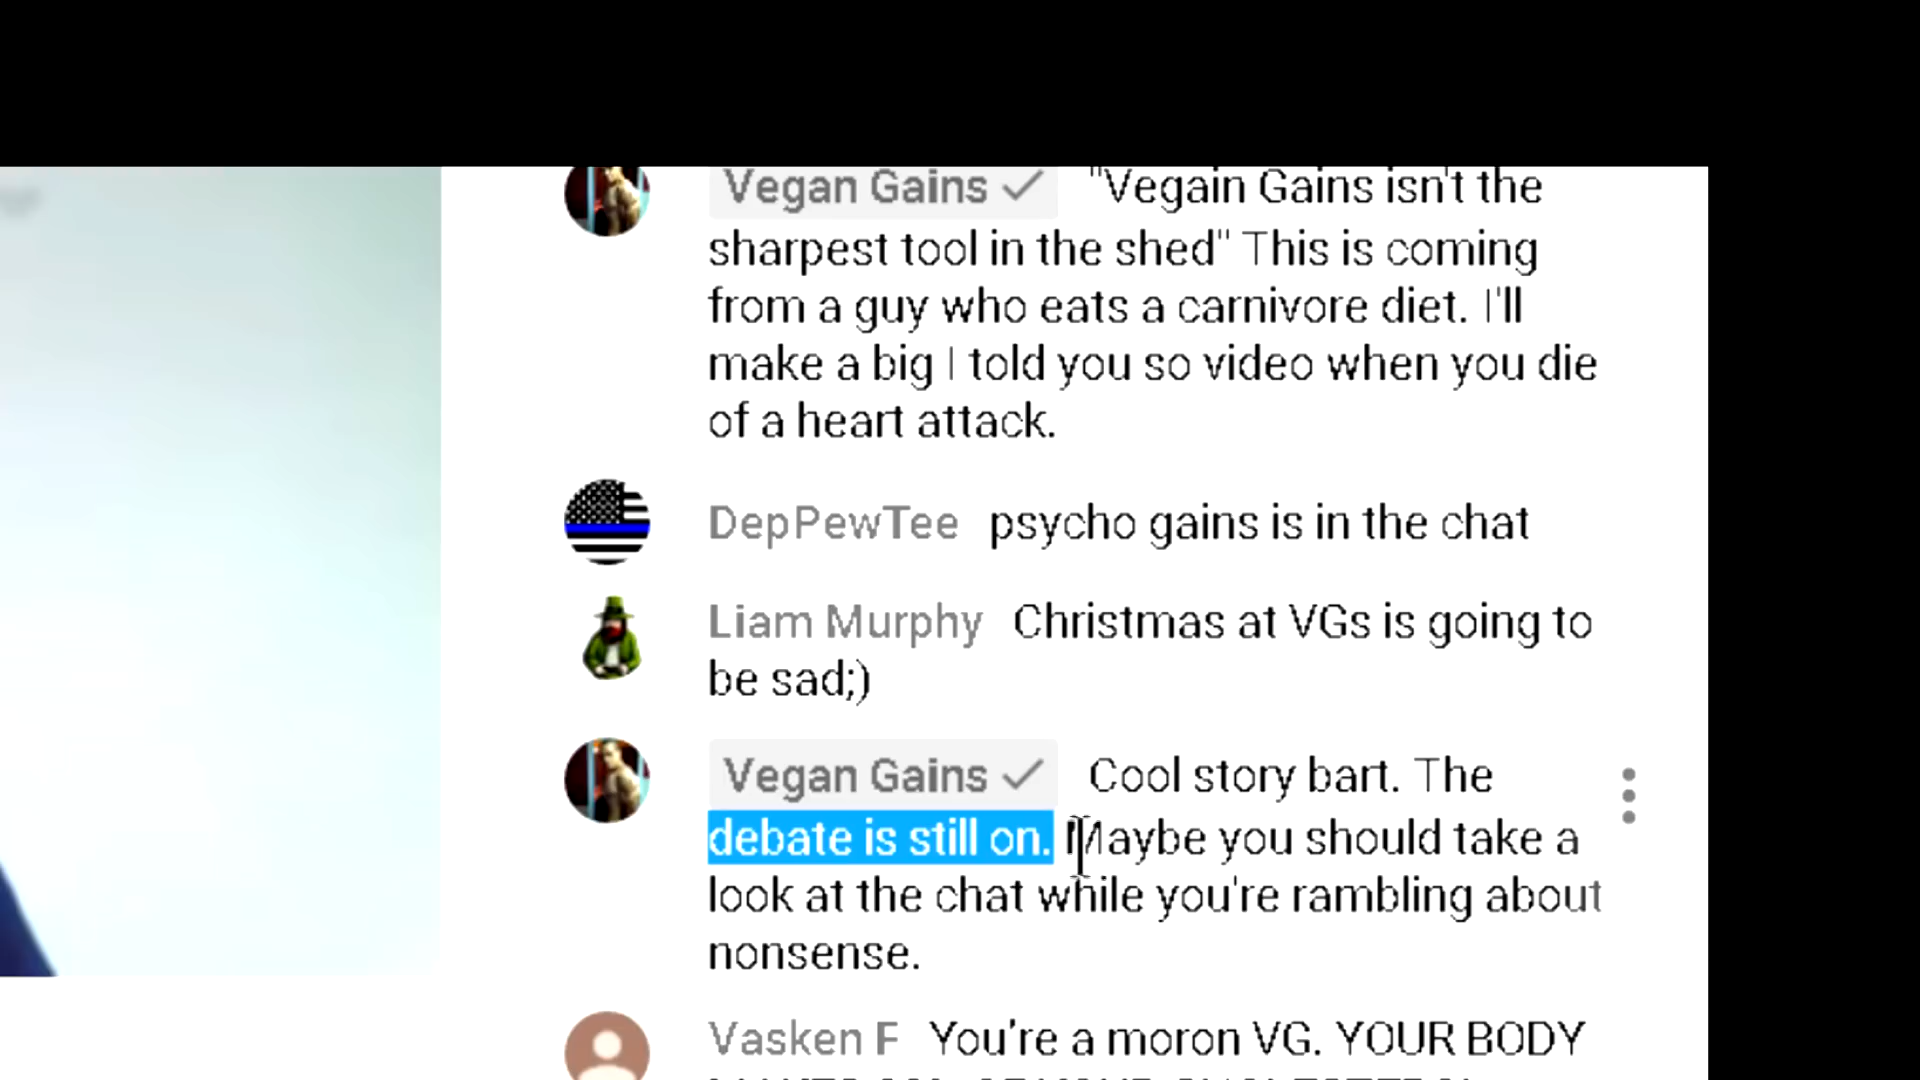 Vegan Gains "Vegain Gains isn't the
sharpest tool in the shed" This is coming
from a guy who eats a carnivore diet. I'll
make a big I told you so video when you die
of a heart attack.
DepPewTee psycho gains is in the chat
Liam Murphy Christmas at VGs is going to
be sad;)
Vegan Gains Cool story bart. The
debate is still on. Maybe you should take a
look at the chat while you're rambling about
nonsense.
Vasken F You're a moron VG. YOUR BODY